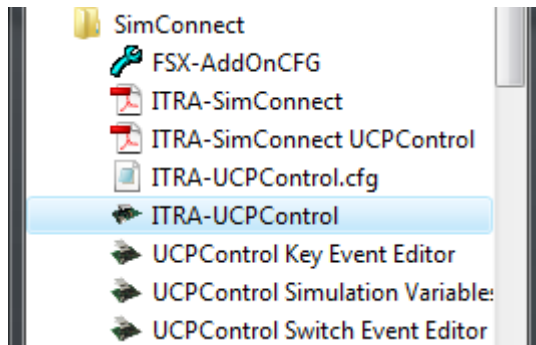 SimConnect
FSX-AddOnCFG
ITRA-SimConnect
ITRA-SimConnect UCPControl
ITRA-UCPControl.cfg
ITRA-UCPControl
UCPControl Key Event Editor
UCPControl Simulation Variables
UCPControl Switch Event Editor